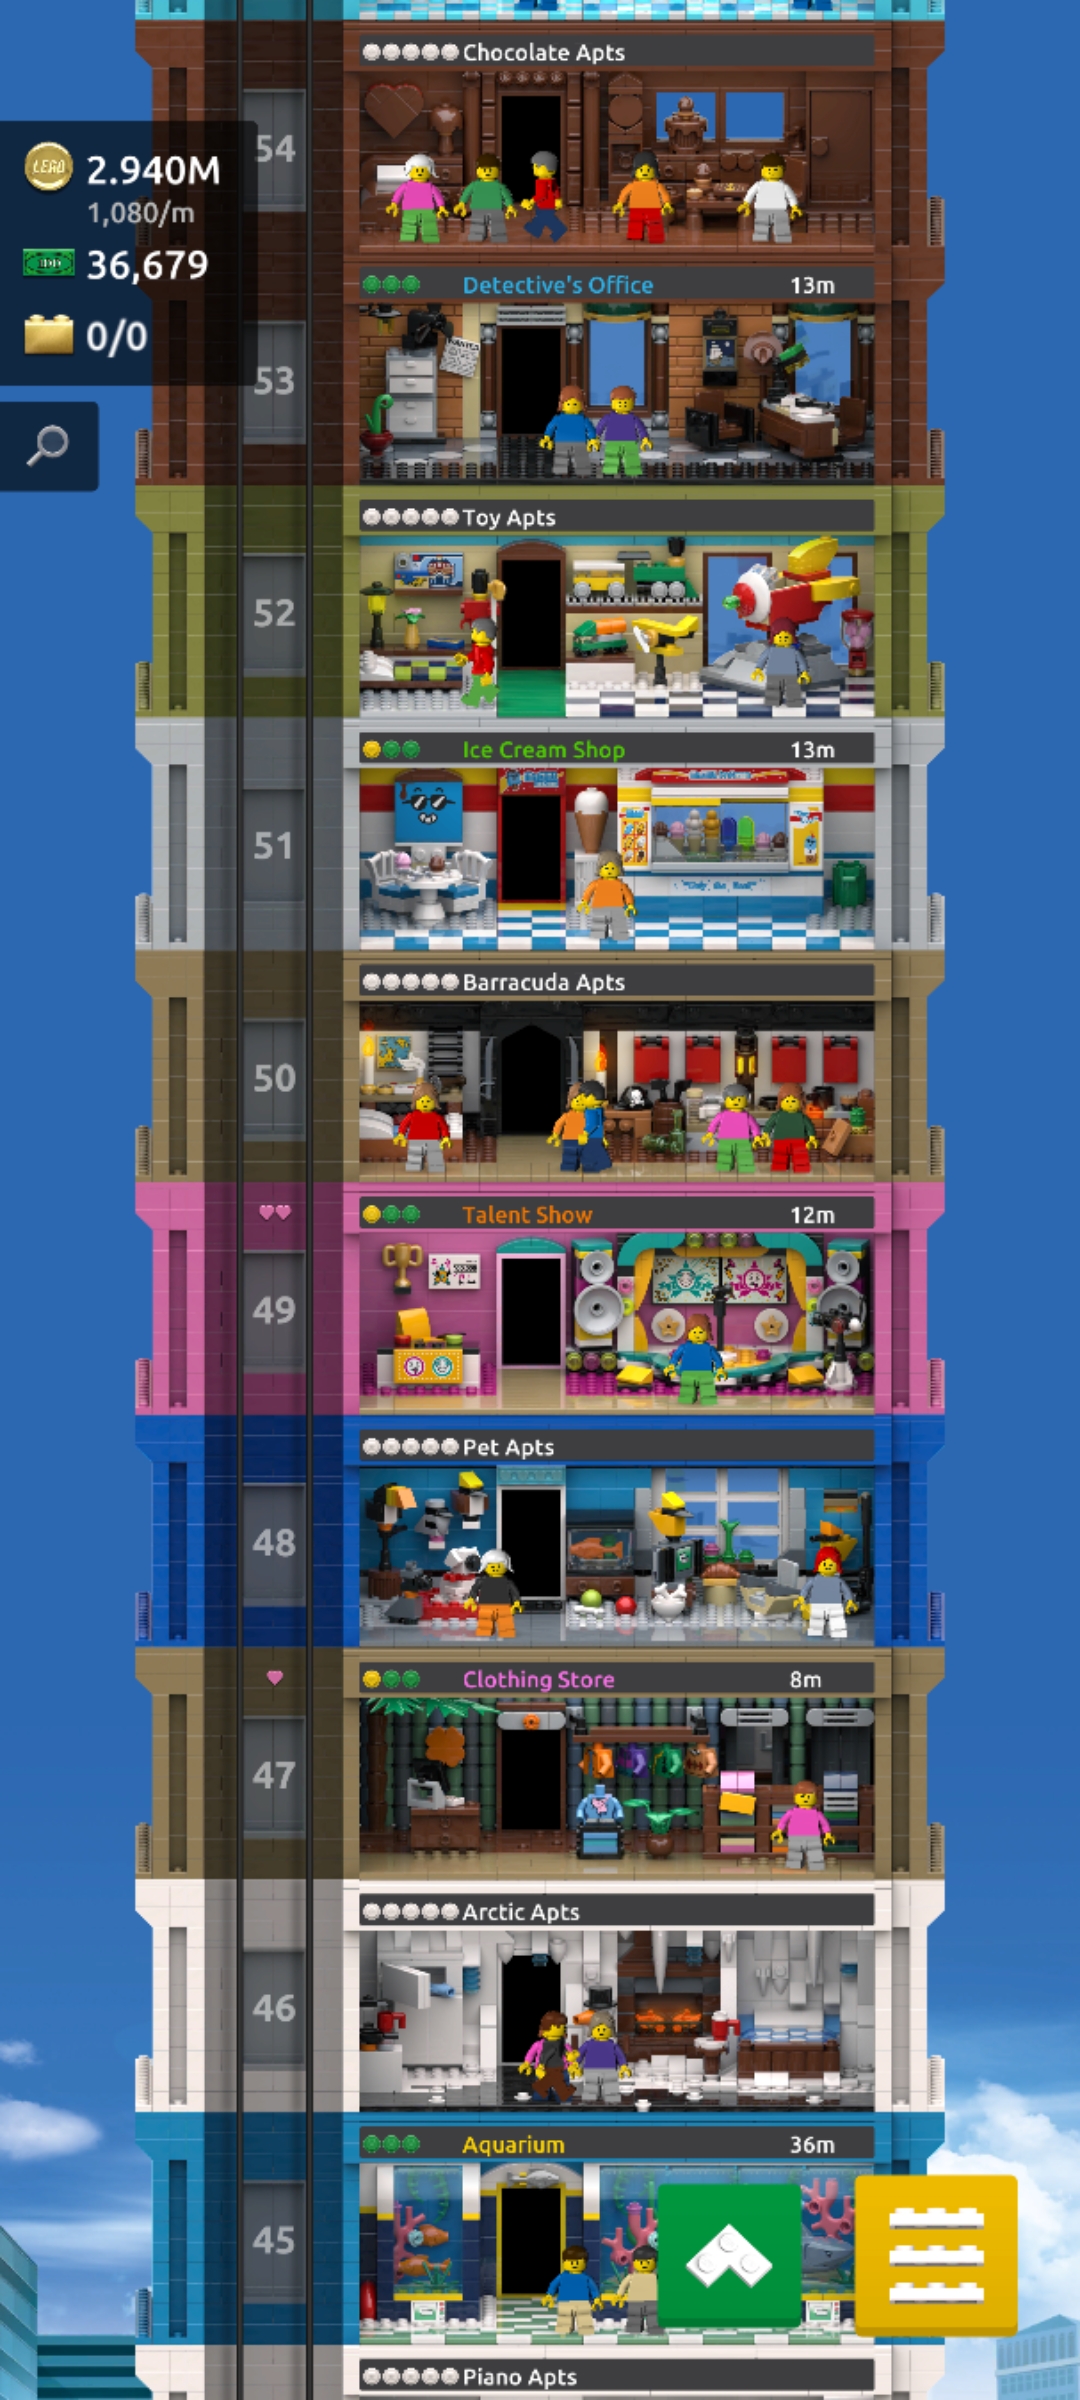 Chocolate Apts
54
LEGO
2.940M
1,080/m
36,679
0/0
Detective's Office 13m
WANTED
53
Toy Apts
52
Ice Cream Shop 13m
51
Barracuda Apts
50
Talent Show 12m
49
Pet Apts
48
Clothing Store 8m
47
Arctic Apts
46
Aquarium 36m
45
Piano Apts